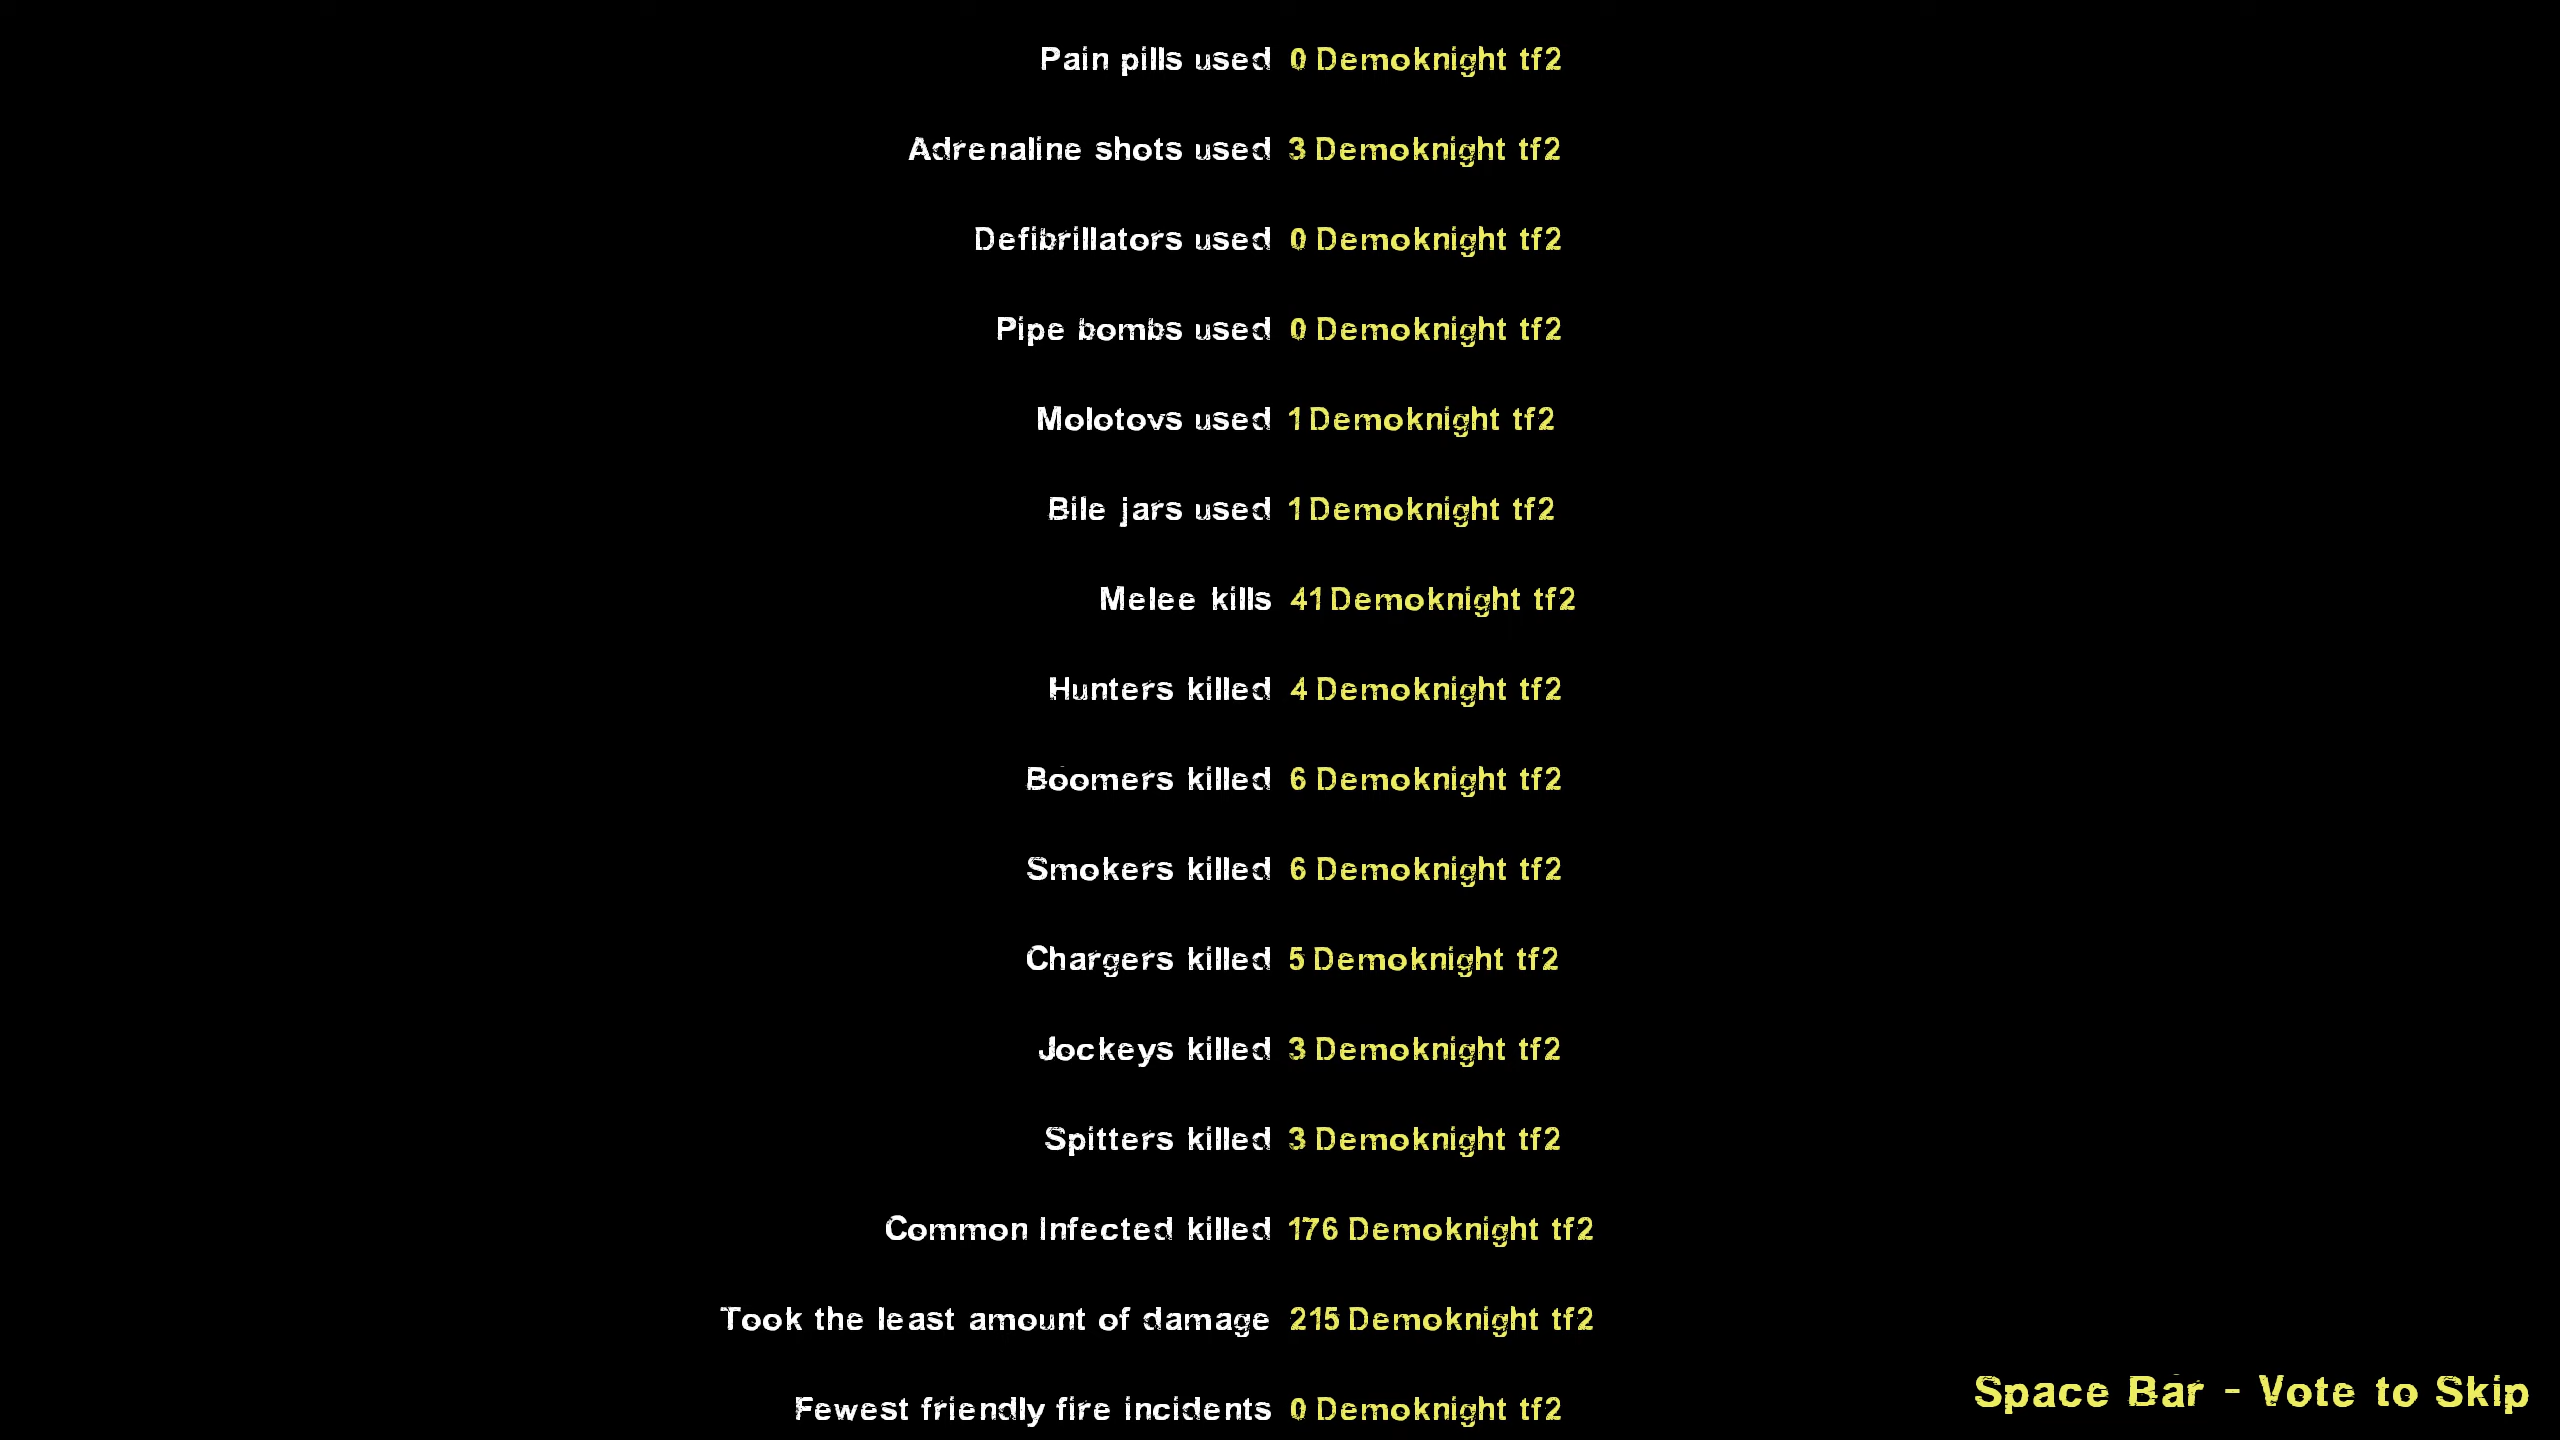 Pain pills used 0 Demoknight tf2
Adrenaline shots used 3 Demoknight tf2
Defibrillators used 0 Demoknight tf2
Pipe bombs used 0 Demoknight tf2
Molotovs used 1 Demoknight tf2
Bile jars used 1 Demoknight tf2
Melee kills 41 Demoknight tf2
Hunters killed 4 Demoknight tf2
Boomers killed 6 Demoknight tf2
Smokers killed 6 Demoknight tf2
Chargers killed 5 Demoknight tf2
Jockeys killed 3 Demoknight tf2
Spitters killed 3 Demoknight tf2
Common Infected killed 176 Demoknight tf2
Took the least amount of damage 215 Demoknight tf2
Fewest friendly fire incidents 0 Demoknight tf2
Space Bar - Vote to Skip